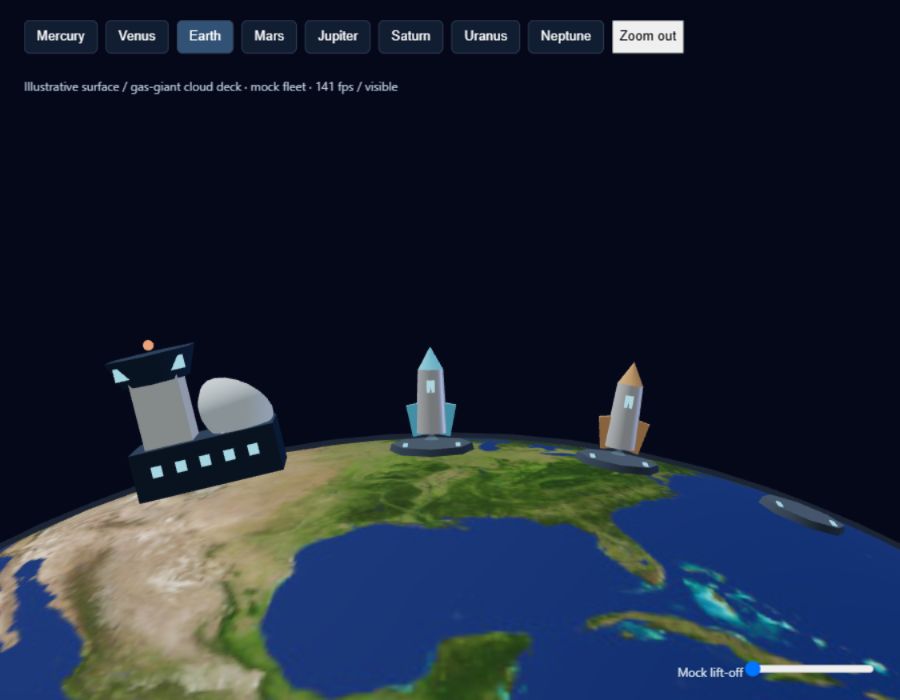 Mercury Venus Earth Mars Jupiter Saturn Uranus Neptune Zoom out
Illustrative surface / gas-giant cloud deck · mock fleet · 141 fps / visible
Mock lift-off